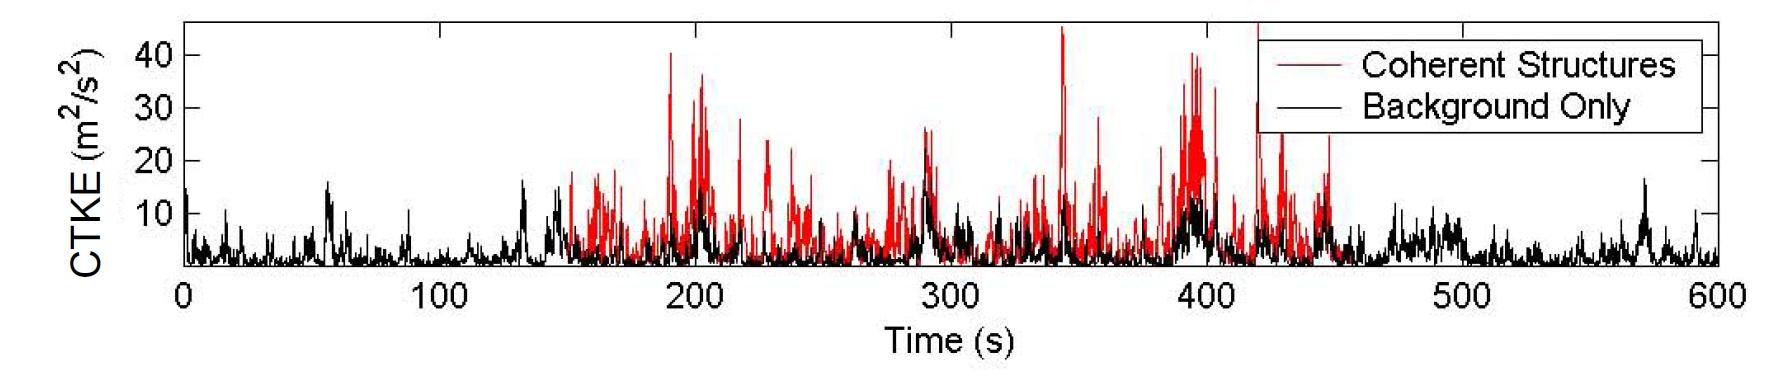 CTKE (m²/s²)
40
30
20
10
Coherent Structures
Background Only
0 100 200 300 400 500 600
Time (s)